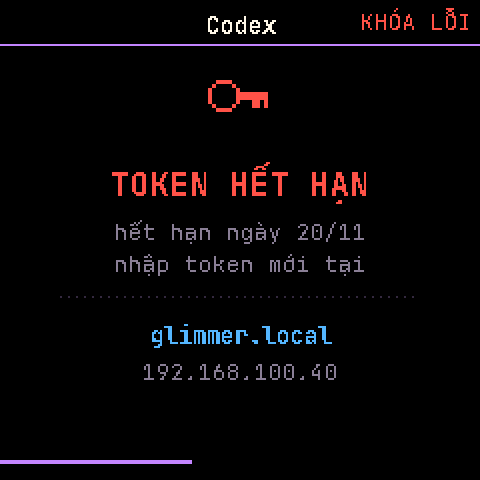 Codex
KHÓA LỖI
TOKEN HẾT HẠN
hết hạn ngày 20/11
nhập token mới tại
glimmer.local
192.168.100.40